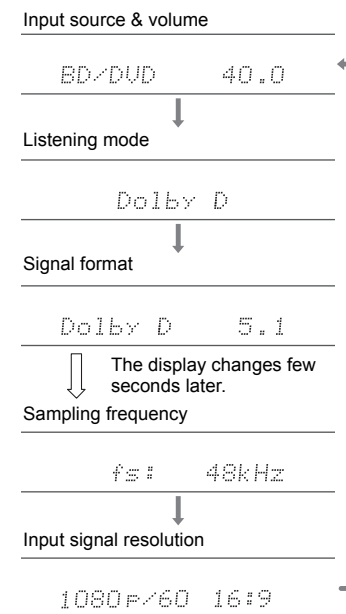 Input source & volume
BD/DVD 40.0
Listening mode
Dolby D
Signal format
Dolby D 5.1
The display changes few
seconds later.
Sampling frequency
fs: 48kHz
Input signal resolution
1080p/60 16:9